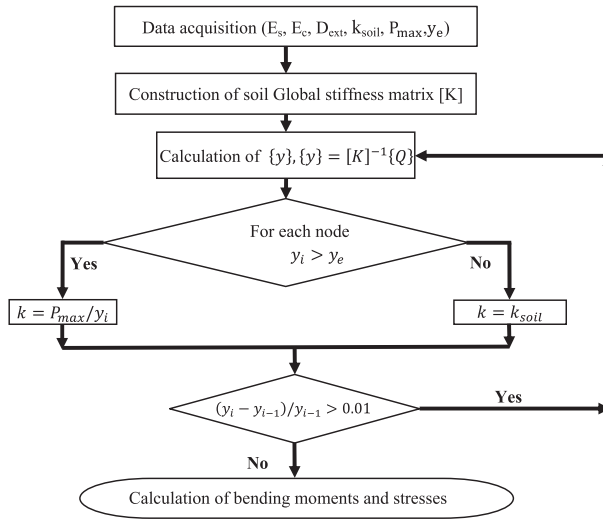 Data acquisition (Eₛ, E꜀, Dₑₓₜ, kₛₒᵢₗ, Pₘₐₓ,yₑ)
Construction of soil Global stiffness matrix [K]
Calculation of {y}, {y} = [K]⁻¹{Q}
For each node
yᵢ > yₑ
Yes
No
k = Pₘₐₓ/yᵢ
k = kₛₒᵢₗ
(yᵢ − yᵢ₋₁)/yᵢ₋₁ > 0.01
Yes
No
Calculation of bending moments and stresses